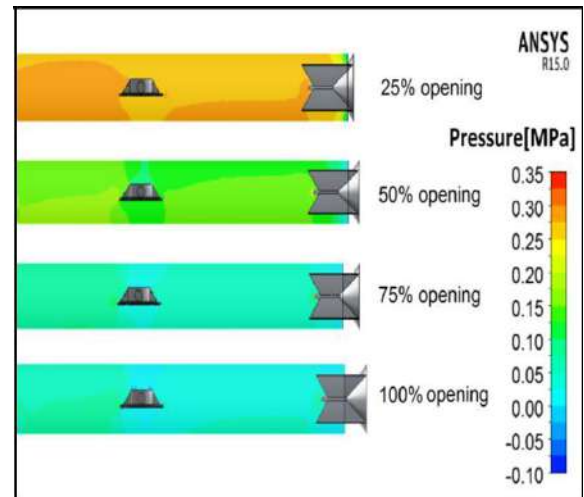 ANSYS
R15.0
25% opening
Pressure[MPa]
0.35
0.30
0.25
0.20
0.15
0.10
0.05
0.00
-0.05
-0.10
50% opening
75% opening
100% opening